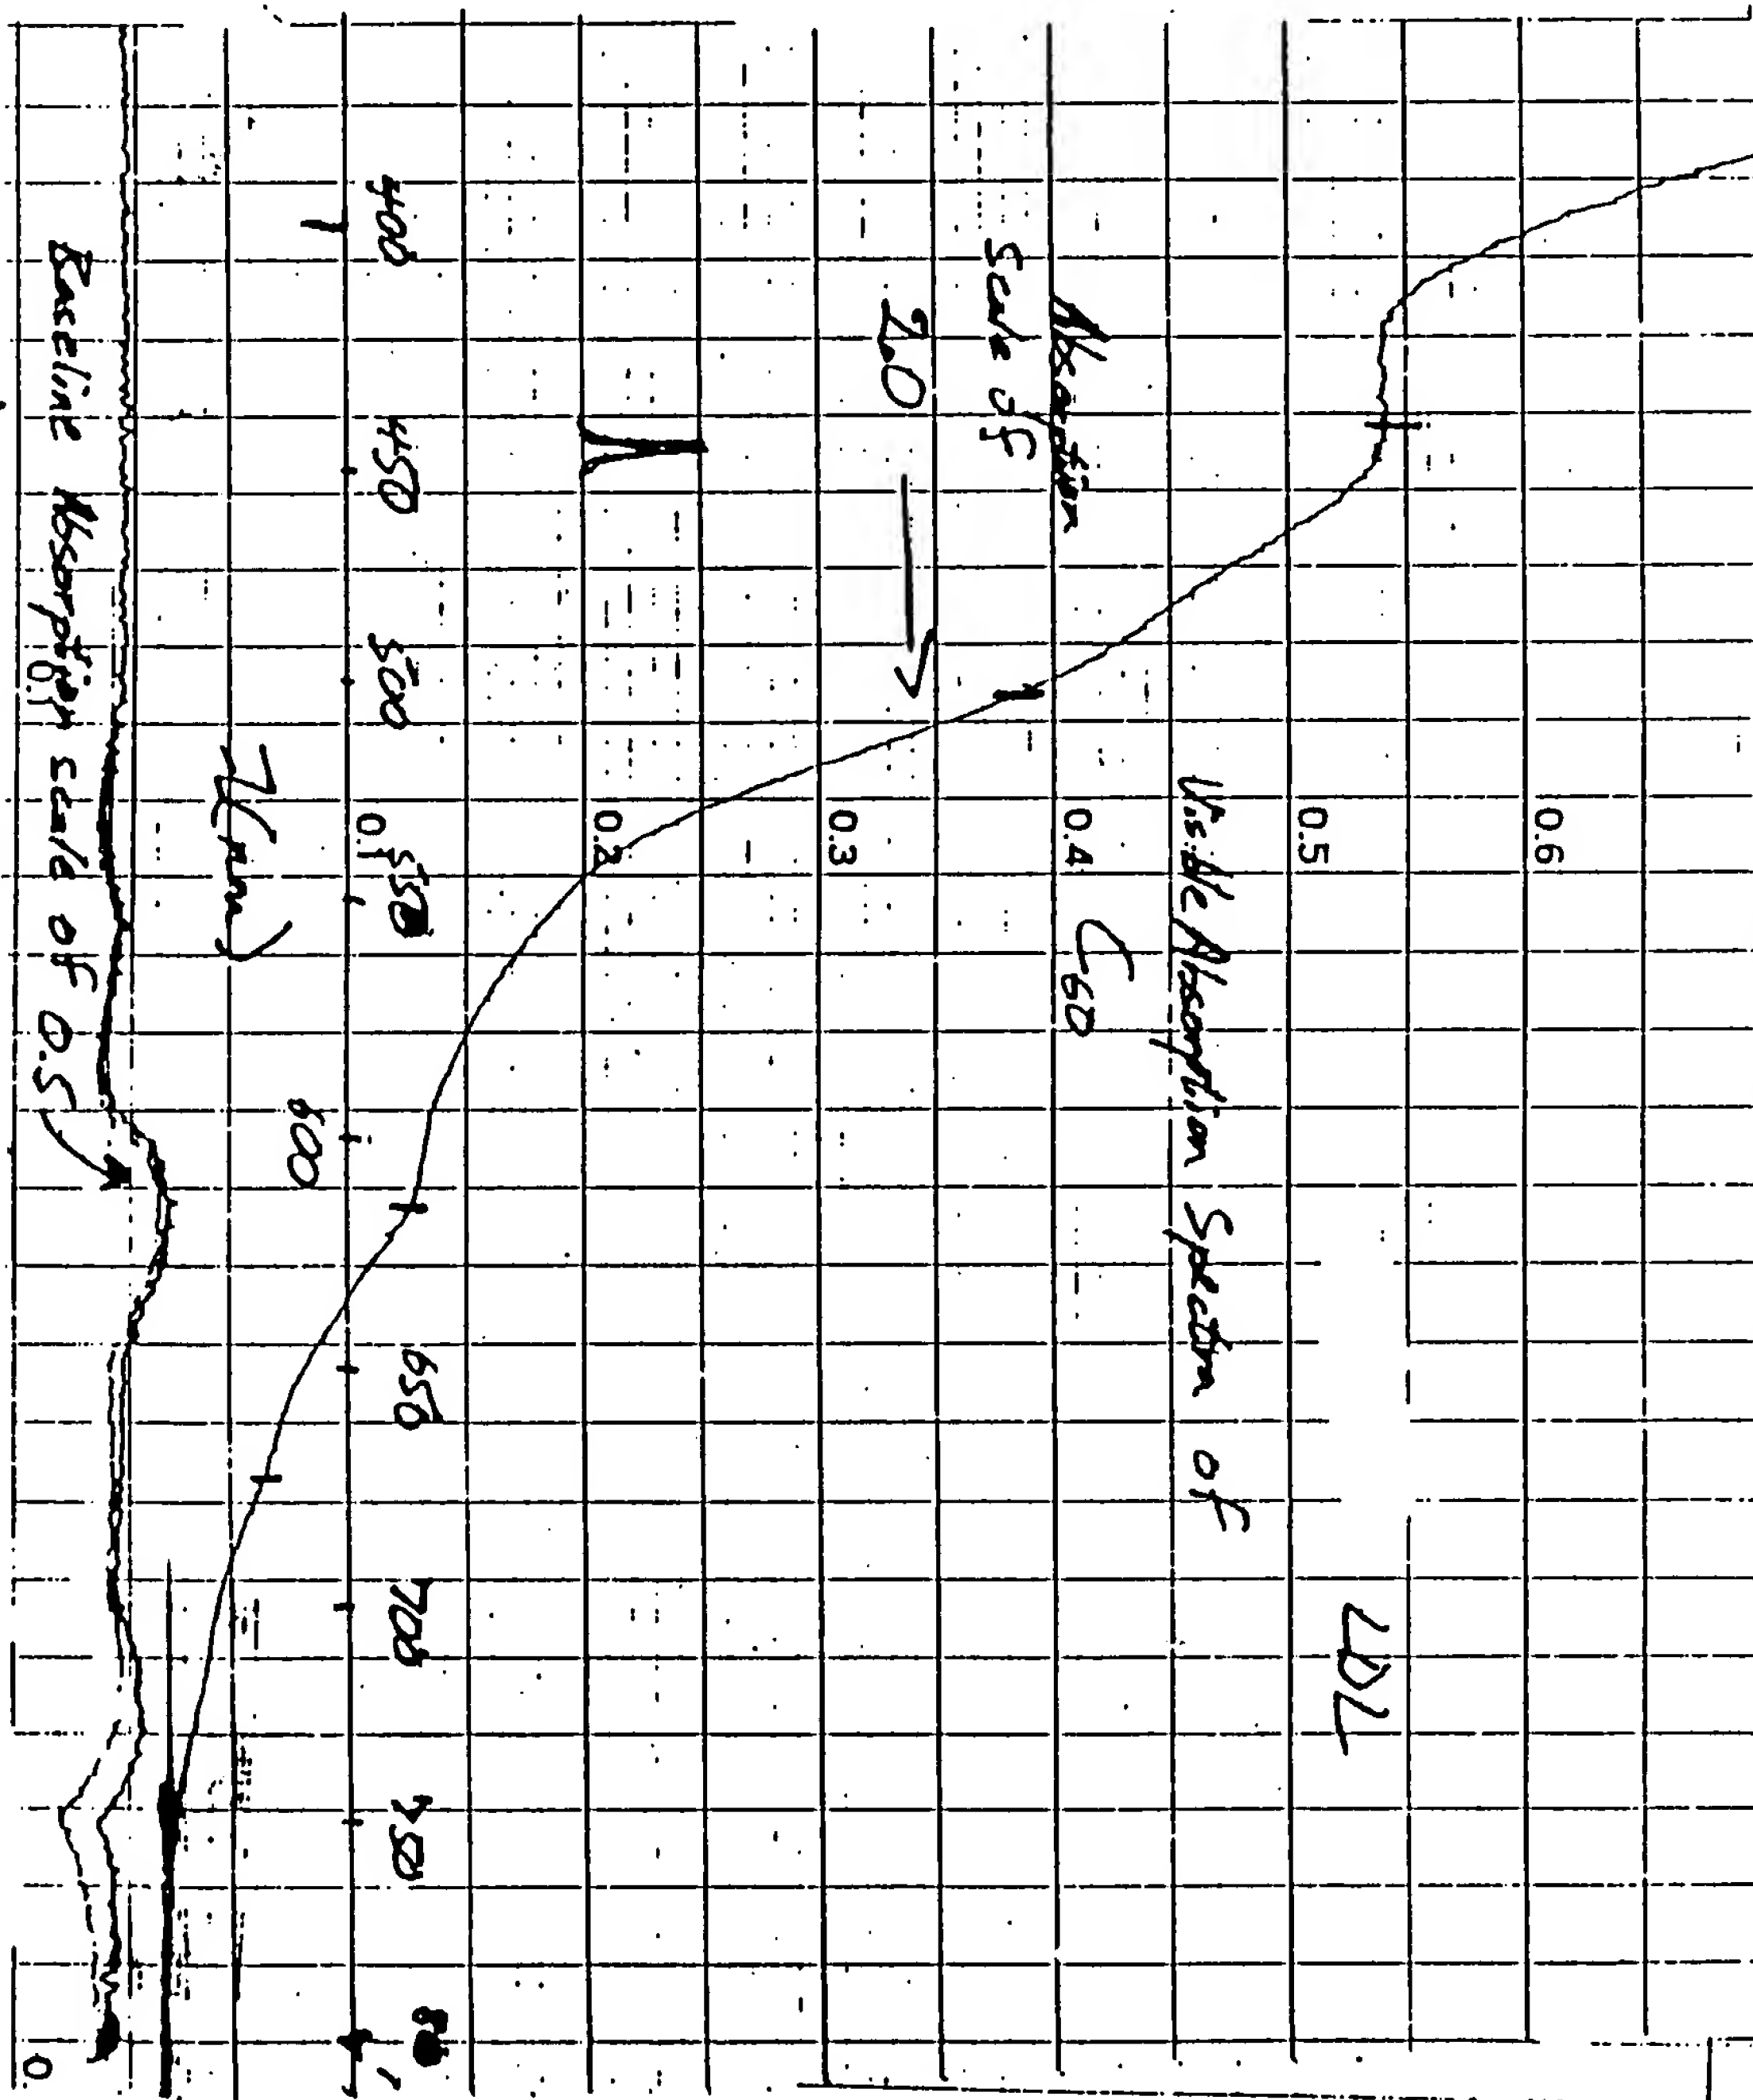 0.6
0.5
0.4
0.3
0.2
0.1
0.1
0.
LDL
Visible Absorption Spectra of
C60
Absorption
Scale of
2.0
400
450
500
550
600
650
700
750
λ(nm)
Baseline Absorption scale of 0.5